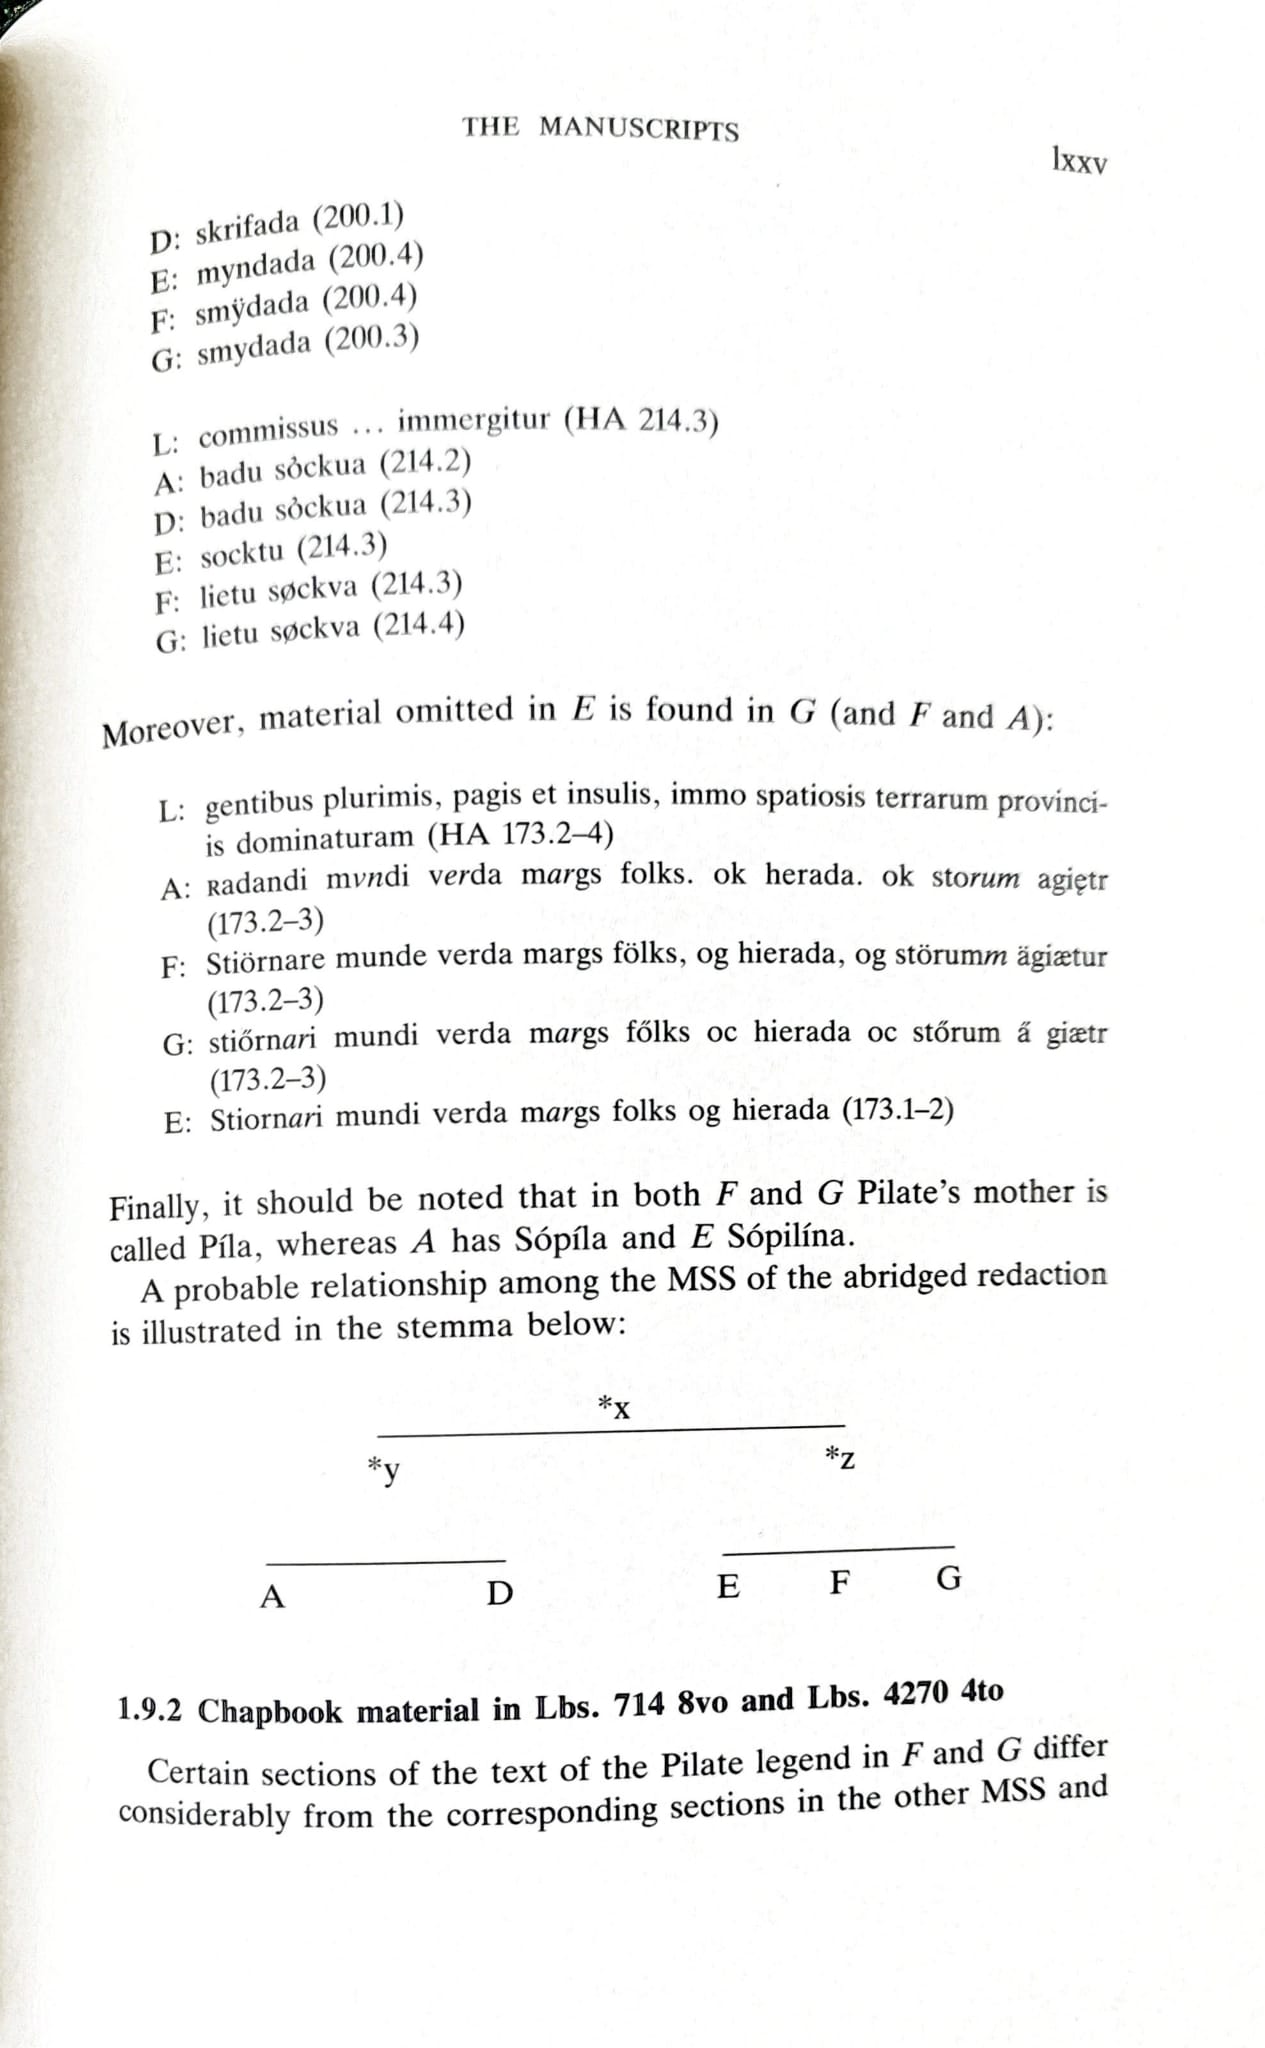 THE MANUSCRIPTS
lxxv
D: skrifada (200.1)
E: myndada (200.4)
F: smÿdada (200.4)
G: smydada (200.3)
L: commissus ... immergitur (HA 214.3)
A: badu sȯckua (214.2)
D: badu sȯckua (214.3)
E: socktu (214.3)
F: lietu søckva (214.3)
G: lietu søckva (214.4)
Moreover, material omitted in E is found in G (and F and A):
L: gentibus plurimis, pagis et insulis, immo spatiosis terrarum provinci-
is dominaturam (HA 173.2–4)
A: ʀadandi mvndi verda margs folks. ok herada. ok storum agiętr
(173.2–3)
F: Stiörnare munde verda margs fölks, og hierada, og störumm ägiætur
(173.2–3)
G: stiőrnari mundi verda margs főlks oc hierada oc stőrum a̋ giætr
(173.2–3)
E: Stiornari mundi verda margs folks og hierada (173.1–2)
Finally, it should be noted that in both F and G Pilate’s mother is
called Píla, whereas A has Sópíla and E Sópilína.
A probable relationship among the MSS of the abridged redaction
is illustrated in the stemma below:
*x
*y *z
A D E F G
1.9.2 Chapbook material in Lbs. 714 8vo and Lbs. 4270 4to
Certain sections of the text of the Pilate legend in F and G differ
considerably from the corresponding sections in the other MSS and